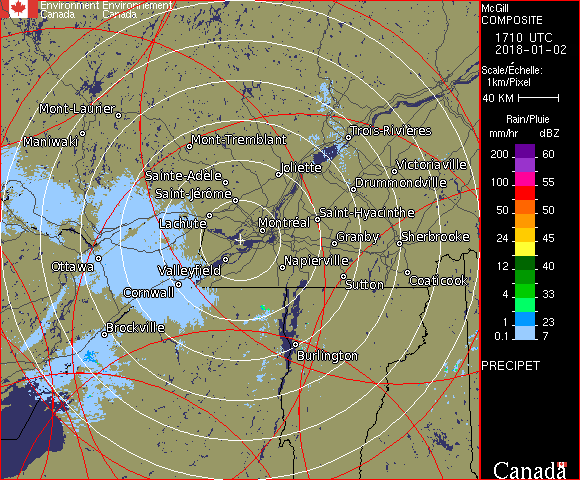 Environment Environnement
Canada Canada
McGill
COMPOSITE
1710 UTC
2018-01-02
Scale/Échelle:
1km/Pixel
40 KM
Rain/Pluie
mm/hr dBZ
200 60
55
100 55
50 50
24 45
12 40
4 33
1 23
0.1 7
PRECIPET
Canada
Mont-Laurier
Maniwaki
Mont-Tremblant
Trois-Rivières
Joliette
Victoriaville
Sainte-Adèle
Drummondville
Saint-Jérôme
Lachute
Saint-Hyacinthe
Montréal
Granby
Sherbrooke
Ottawa
Valleyfield
Napierville
Cornwall
Sutton
Coaticook
Brockville
Burlington